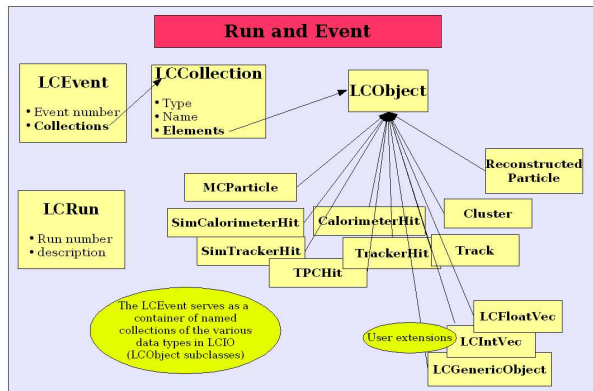 Run and Event
LCEvent
• Event number
• Collections
LCCollection
• Type
• Name
• Elements
LCObject
LCRun
• Run number
• description
MCParticle
SimCalorimeterHit
SimTrackerHit
TPCHit
CalorimeterHit
TrackerHit
Track
Cluster
Reconstructed
Particle
The LCEvent serves as a
container of named
collections of the various
data types in LCIO
(LCObject subclasses)
User extensions
LCFloatVec
LCIntVec
LCGenericObject